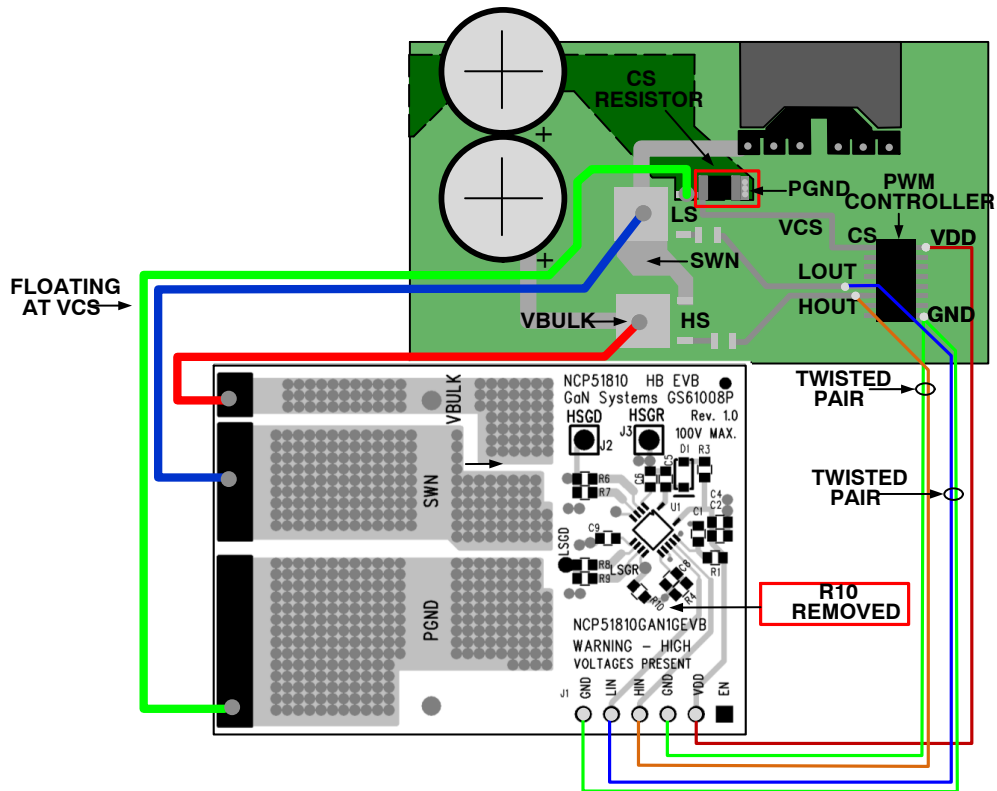 CS
RESISTOR
PGND
PWM
CONTROLLER
LS
VCS
CS
VDD
SWN
LOUT
HOUT
GND
FLOATING
AT VCS
VBULK
HS
TWISTED
PAIR
TWISTED
PAIR
NCP51810 HB EVB
GaN Systems GS61008P
Rev. 1.0
100V MAX.
HSGD
J2
HSGR
J3
VBULK
SWN
PGND
D1
R3
C5
C6
R6
R7
U1
C4
C2
C1
C9
R1
LSGD
R8
R9
LSGR
C8
R4
R10
R10
REMOVED
NCP51810GAN1GEVB
WARNING – HIGH
VOLTAGES PRESENT
J1
GND
LIN
HIN
GND
VDD
EN